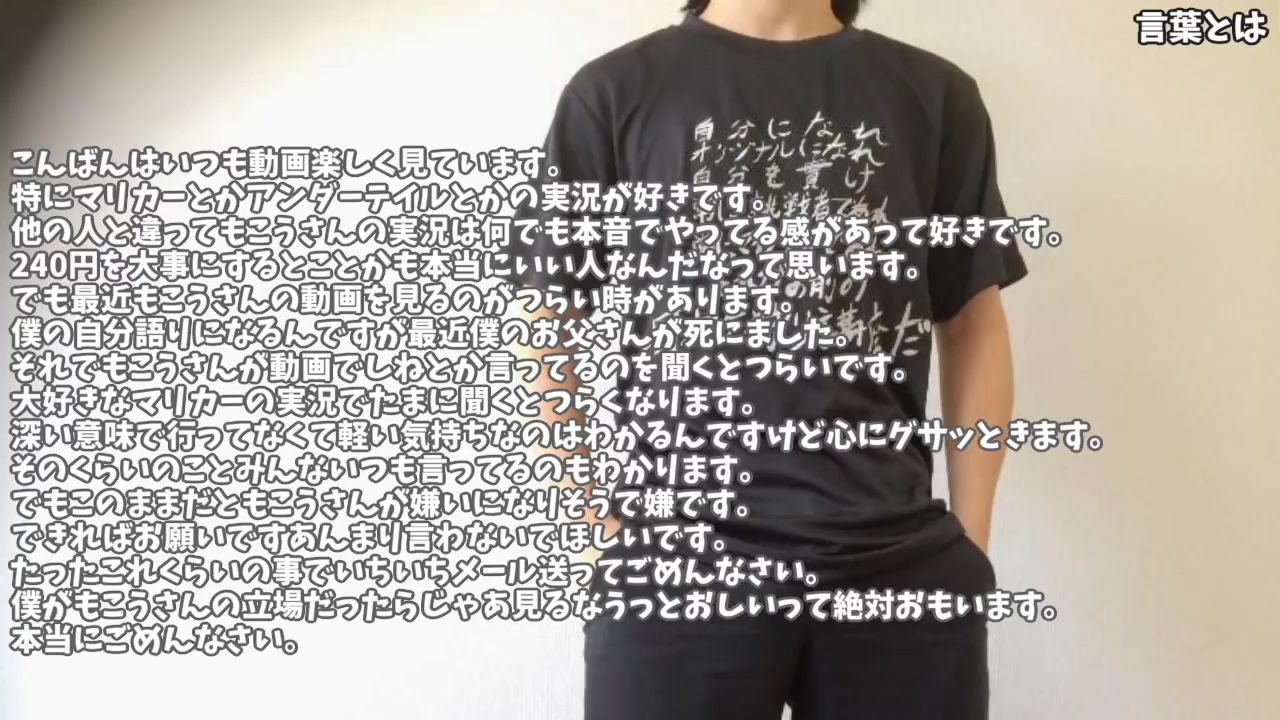 言葉とは
こんばんはいつも動画楽しく見ています。
特にマリカーとかアンダーテイルとかの実況が好きです。
他の人と違ってもこうさんの実況は何でも本音でやってる感があって好きです。
240円を大事にするとことかも本当にいい人なんだなって思います。
でも最近もこうさんの動画を見るのがつらい時があります。
僕の自分語りになるんですが最近僕のお父さんが死にました。
それでもこうさんが動画でしねとか言ってるのを聞くとつらいです。
大好きなマリカーの実況でたまに聞くとつらくなります。
深い意味で行ってなくて軽い気持ちなのはわかるんですけど心にグサッときます。
そのくらいのことみんないつも言ってるのもわかります。
でもこのままだともこうさんが嫌いになりそうで嫌です。
できればお願いですあんまり言わないでほしいです。
たったこれくらいの事でいちいちメール送ってごめんなさい。
僕がもこうさんの立場だったらじゃあ見るなうっとおしいって絶対おもいます。
本当にごめんなさい。
自分になれ
オリジナルになれ
自分を貫け